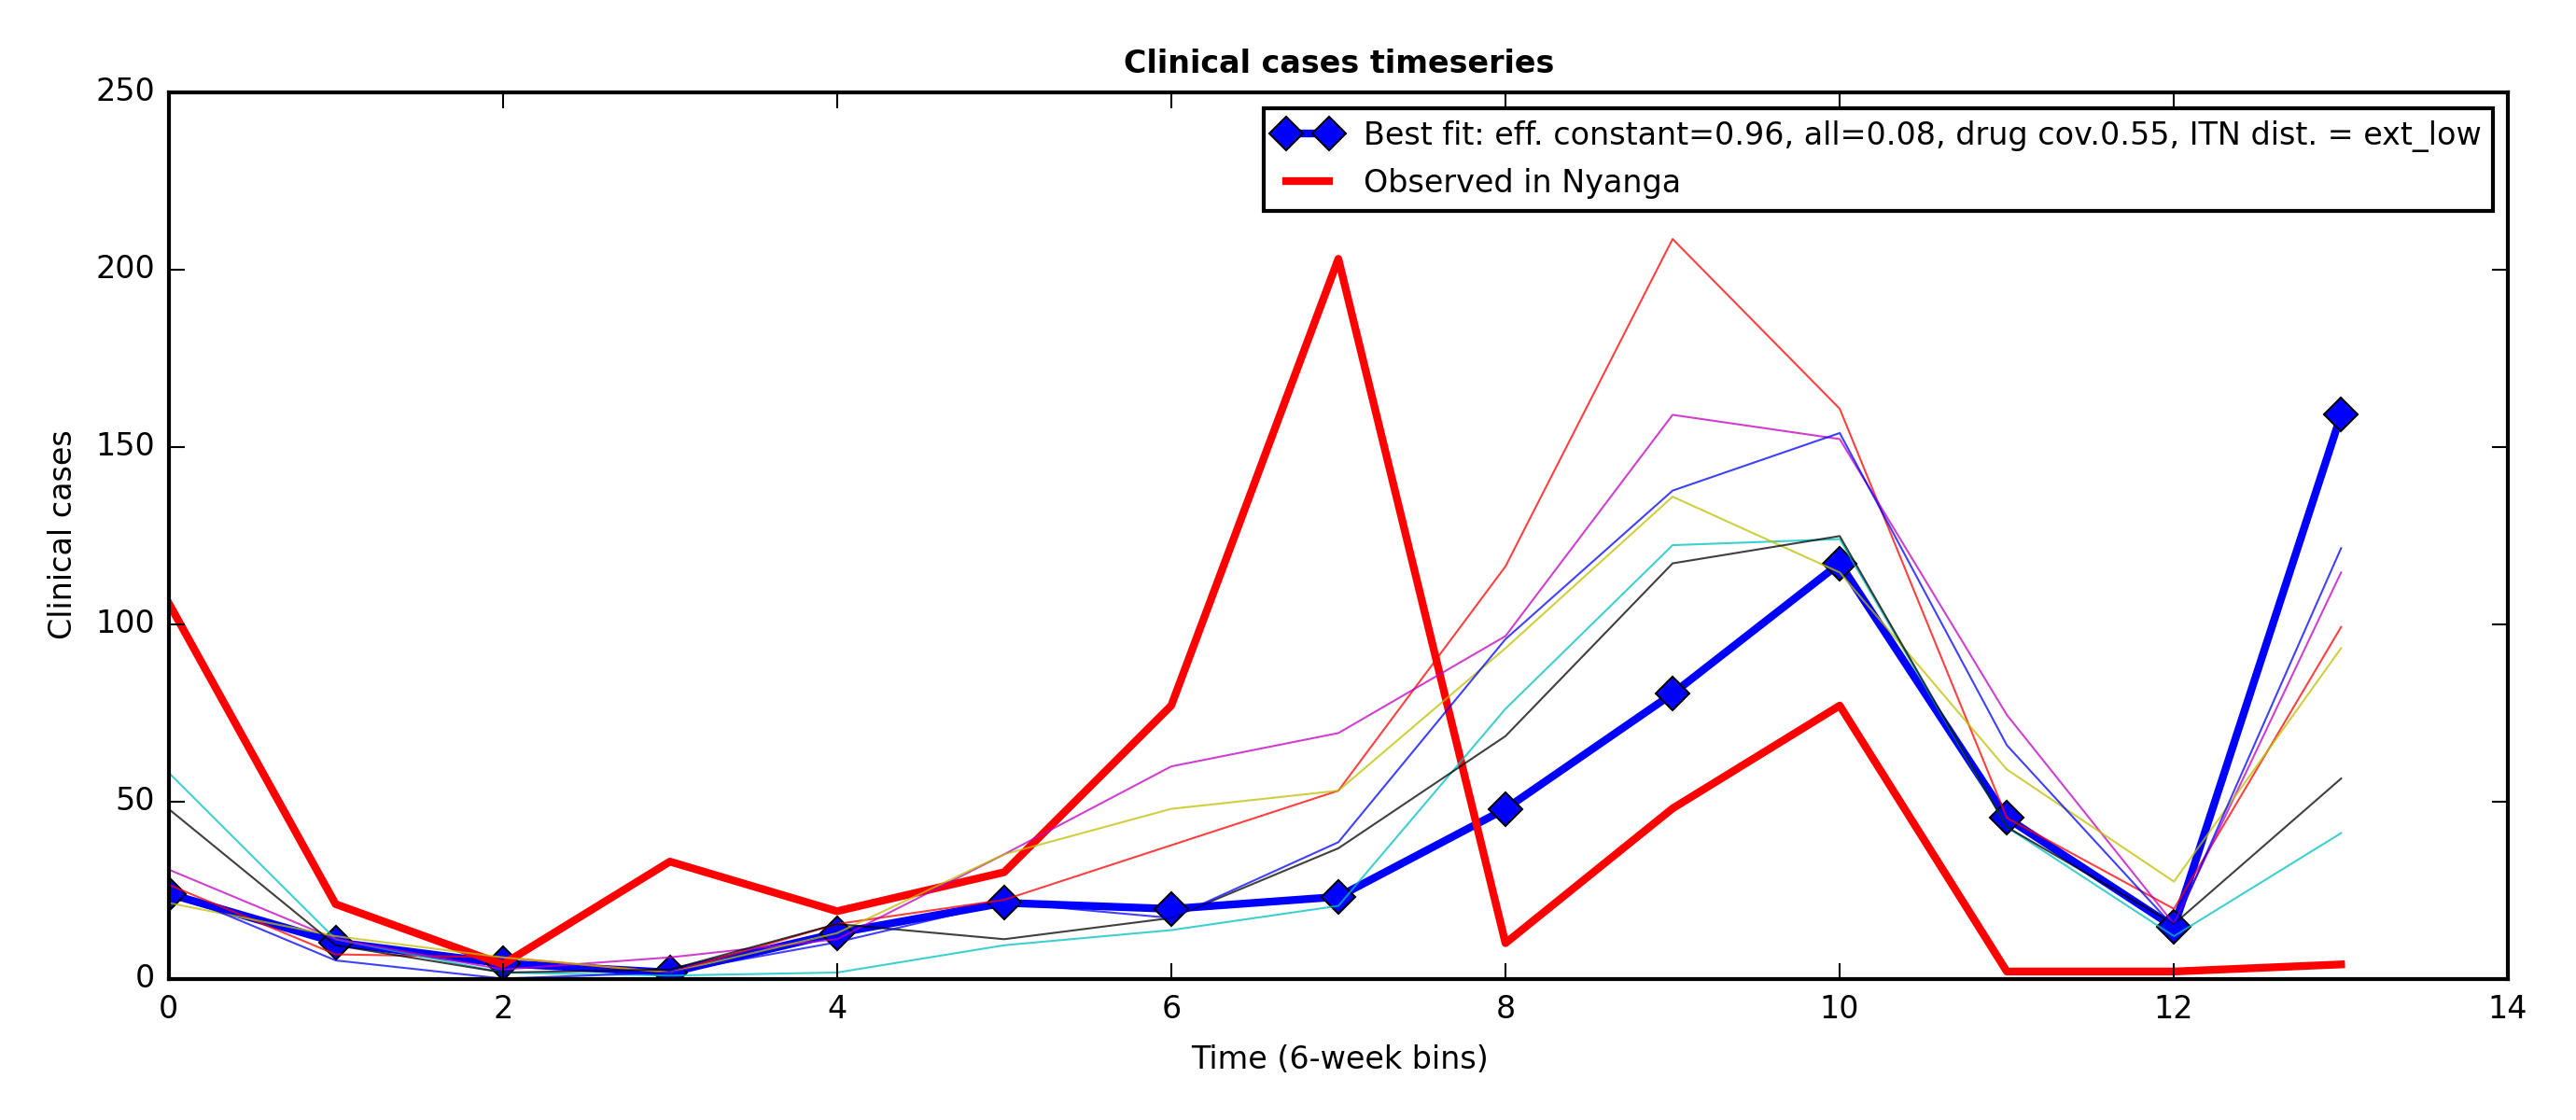 Clinical cases timeseries
250
200
150
100
50
0
Clinical cases
Best fit: eff. constant=0.96, all=0.08, drug cov.0.55, ITN dist. = ext_low
Observed in Nyanga
0 2 4 6 8 10 12 14
Time (6-week bins)